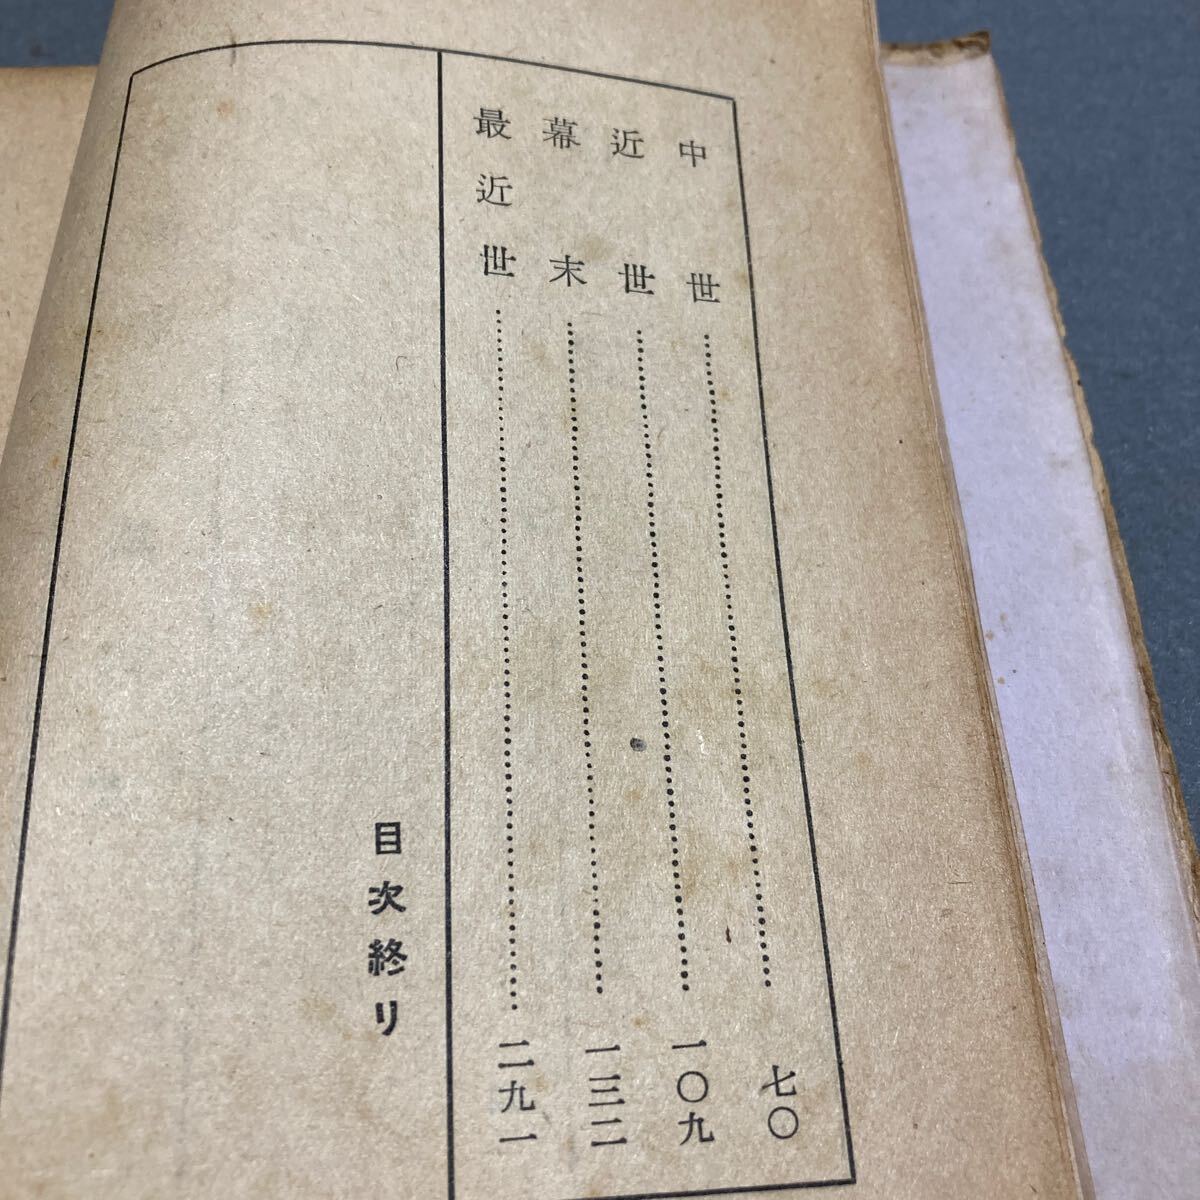 中世……七〇
近世……一〇九
幕末……一三二
最近世……二九一
目次終リ